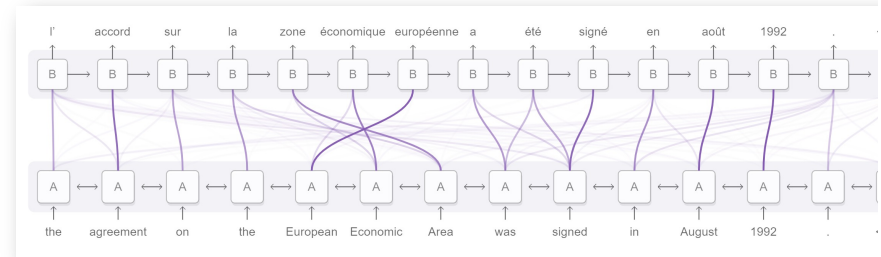 l' accord sur la zone économique européenne a été signé en août 1992 .
B B B B B B B B B B B B B
A A A A A A A A A A A A A
the agreement on the European Economic Area was signed in August 1992 .